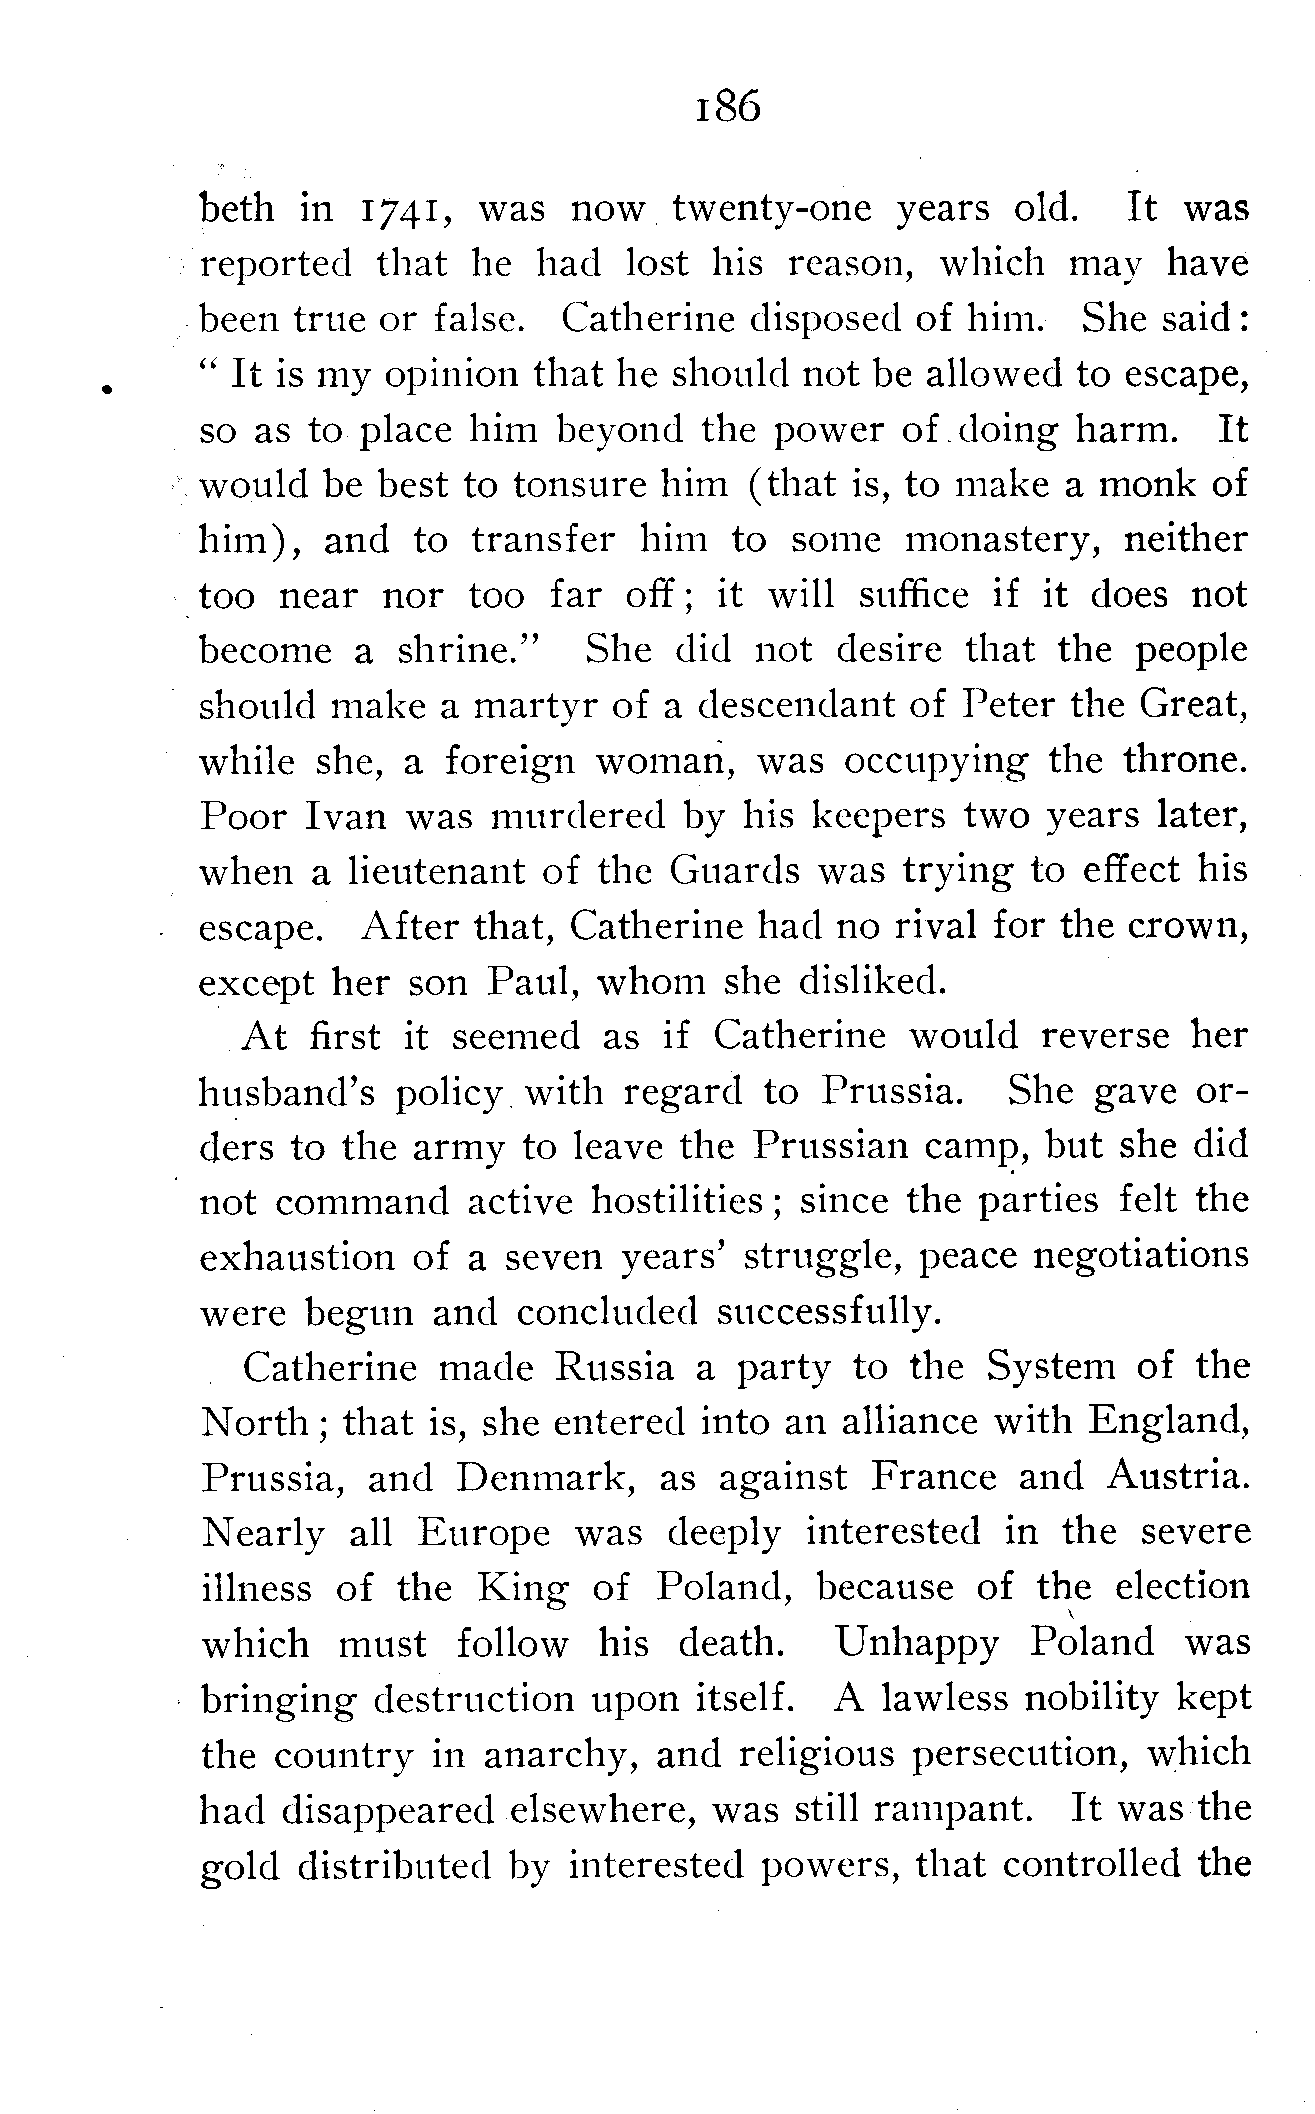 186
beth in 1741, was now twenty-one years old. It was
reported that he had lost his reason, which may have
been true or false. Catherine disposed of him. She said:
“ It is my opinion that he should not be allowed to escape,
so as to place him beyond the power of doing harm. It
would be best to tonsure him (that is, to make a monk of
him), and to transfer him to some monastery, neither
too near nor too far off; it will suffice if it does not
become a shrine.” She did not desire that the people
should make a martyr of a descendant of Peter the Great,
while she, a foreign woman, was occupying the throne.
Poor Ivan was murdered by his keepers two years later,
when a lieutenant of the Guards was trying to effect his
escape. After that, Catherine had no rival for the crown,
except her son Paul, whom she disliked.
At first it seemed as if Catherine would reverse her
husband's policy with regard to Prussia. She gave or-
ders to the army to leave the Prussian camp, but she did
not command active hostilities; since the parties felt the
exhaustion of a seven years' struggle, peace negotiations
were begun and concluded successfully.
Catherine made Russia a party to the System of the
North; that is, she entered into an alliance with England,
Prussia, and Denmark, as against France and Austria.
Nearly all Europe was deeply interested in the severe
illness of the King of Poland, because of the election
which must follow his death. Unhappy Poland was
bringing destruction upon itself. A lawless nobility kept
the country in anarchy, and religious persecution, which
had disappeared elsewhere, was still rampant. It was the
gold distributed by interested powers, that controlled the